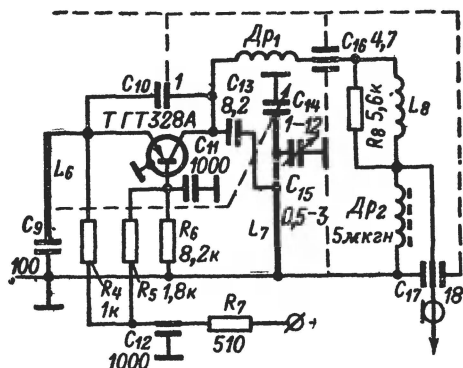 Др1
C16 4,7
C10 1
C13
8,2
C14
1
1-12
T ГТ328А
C11
1000
R8 5,6к
L8
L6
C15
0,5-3
L7
R6
8,2к
Др2
5мкгн
C9
100
R4
1к
R5 1,8к
R7
510
+
C12
1000
C17
18